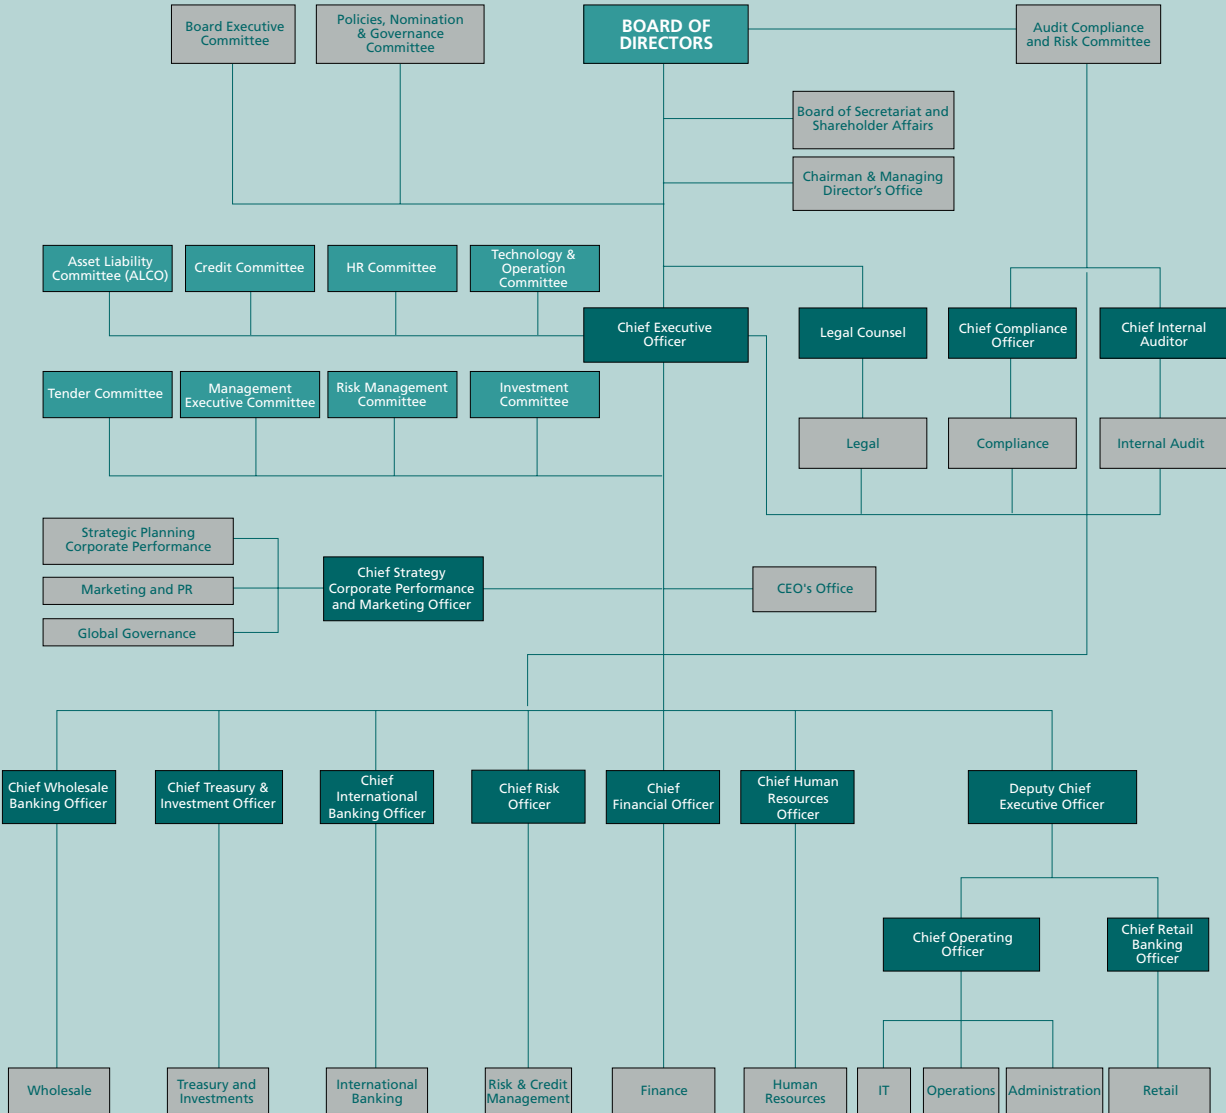 Board Executive
Committee
Policies, Nomination
& Governance
Committee
BOARD OF
DIRECTORS
Audit Compliance
and Risk Committee
Board of Secretariat and
Shareholder Affairs
Chairman & Managing
Director's Office
Asset Liability
Committee (ALCO)
Credit Committee
HR Committee
Technology &
Operation
Committee
Chief Executive
Officer
Legal Counsel
Chief Compliance
Officer
Chief Internal
Auditor
Tender Committee
Management
Executive Committee
Risk Management
Committee
Investment
Committee
Legal
Compliance
Internal Audit
Strategic Planning
Corporate Performance
Marketing and PR
Global Governance
Chief Strategy
Corporate Performance
and Marketing Officer
CEO's Office
Chief Wholesale
Banking Officer
Chief Treasury &
Investment Officer
Chief
International
Banking Officer
Chief Risk
Officer
Chief
Financial Officer
Chief Human
Resources
Officer
Deputy Chief
Executive Officer
Chief Operating
Officer
Chief Retail
Banking
Officer
Wholesale
Treasury and
Investments
International
Banking
Risk & Credit
Management
Finance
Human
Resources
IT
Operations
Administration
Retail